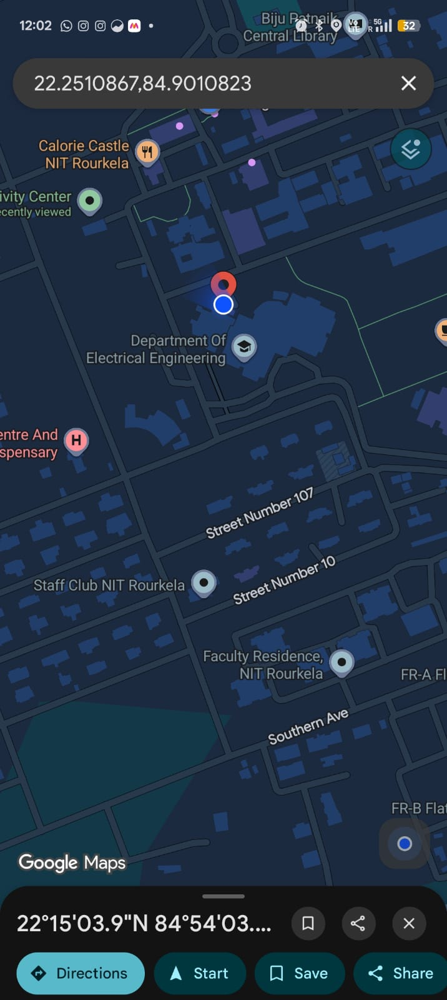 12:02
Vo
LTE
R
5G
32
Biju Patnaik
Central Library
22.2510867,84.9010823
Calorie Castle
NIT Rourkela
ivity Center
ecently viewed
Department Of
Electrical Engineering
entre And
spensary
H
Street Number 107
Street Number 10
Staff Club NIT Rourkela
Faculty Residence,
NIT Rourkela
FR-A Fl
Southern Ave
FR-B Flat
Google Maps
22°15'03.9"N 84°54'03....
Directions
Start
Save
Share